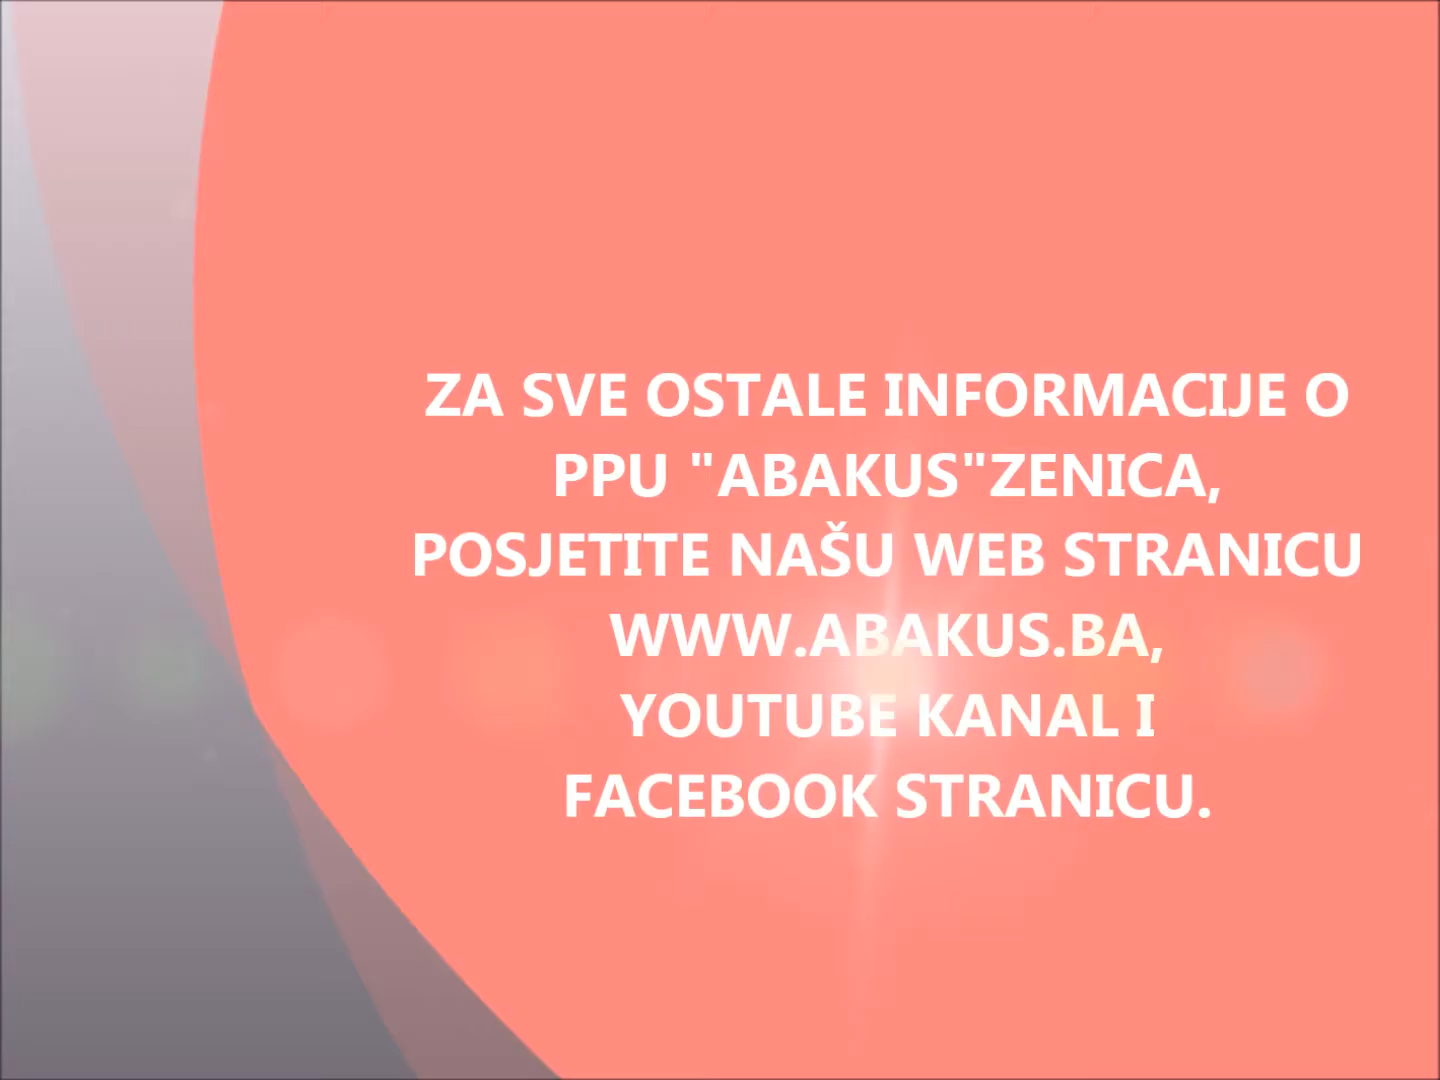 ZA SVE OSTALE INFORMACIJE O
PPU "ABAKUS"ZENICA,
POSJETITE NAŠU WEB STRANICU
WWW.ABAKUS.BA,
YOUTUBE KANAL I
FACEBOOK STRANICU.